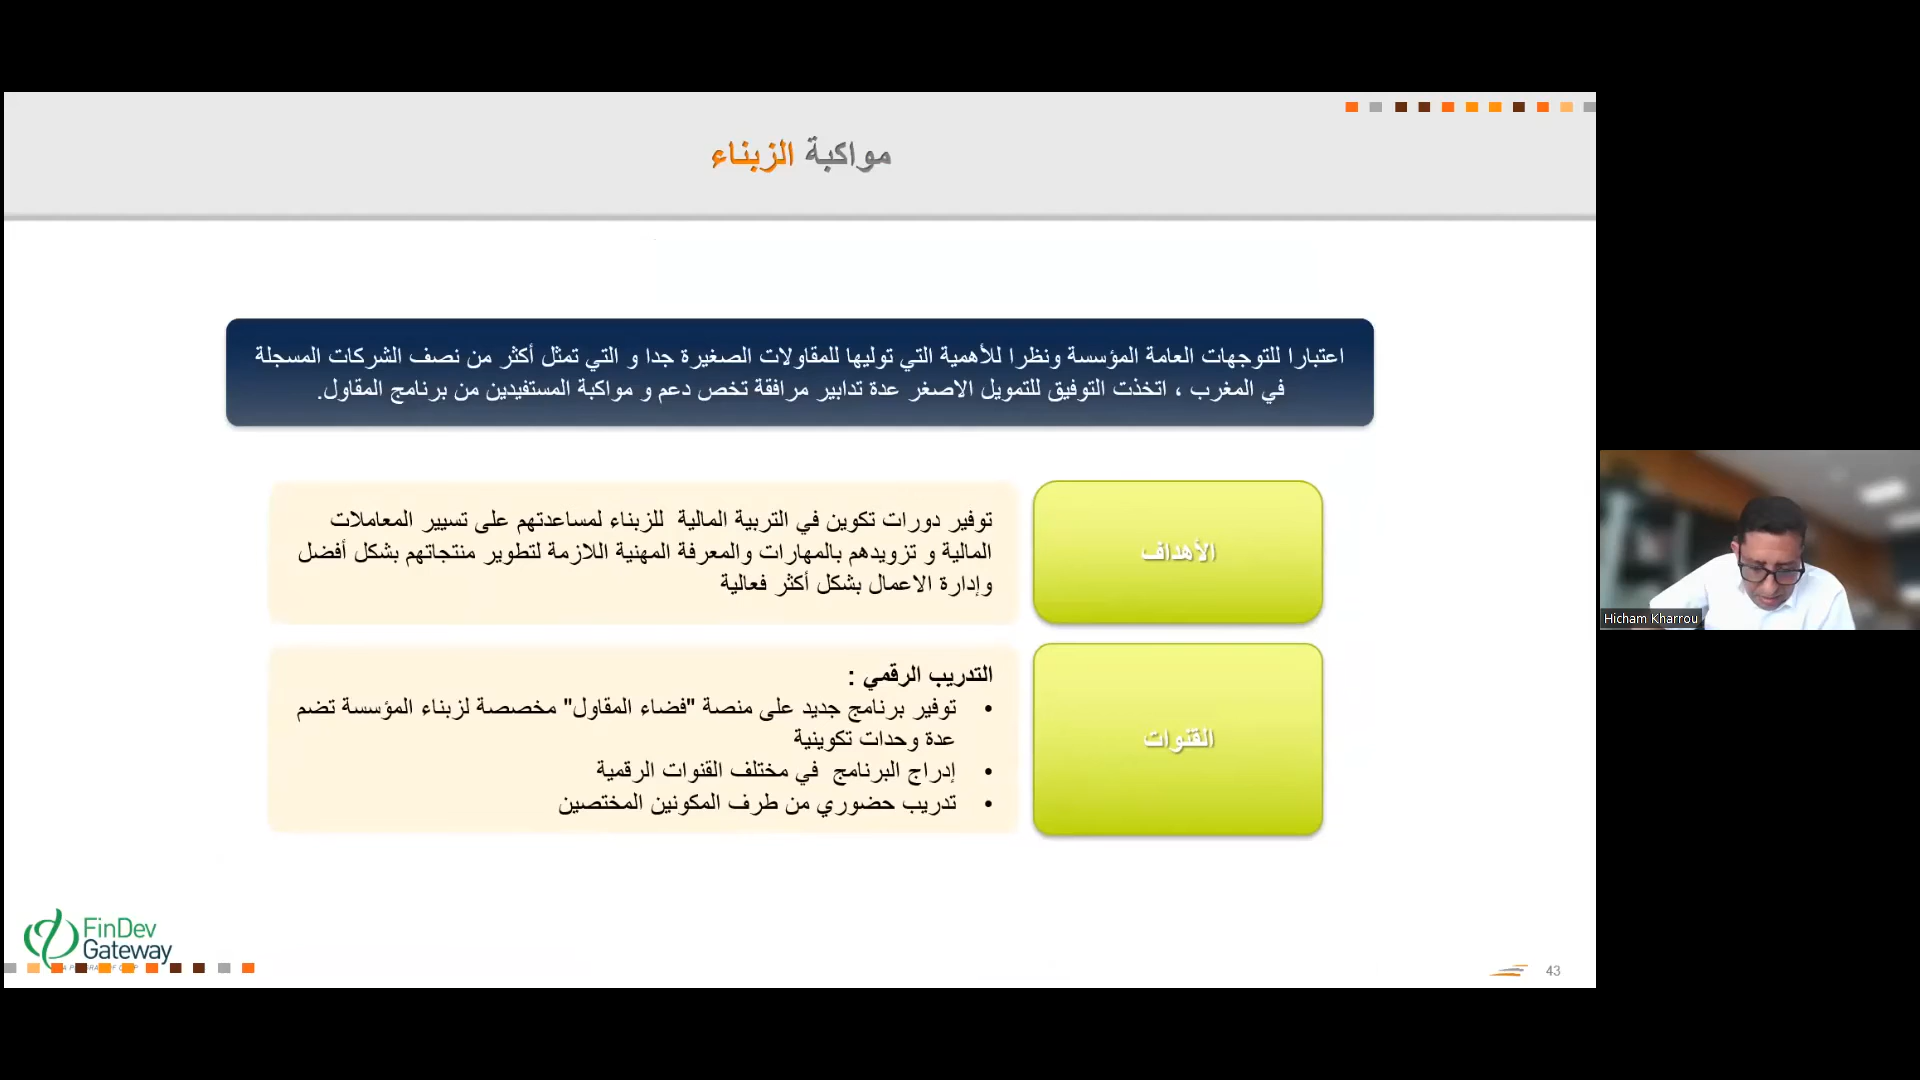 مواكبة الزبناء
اعتبارا للتوجهات العامة المؤسسة ونظرا للأهمية التي توليها للمقاولات الصغيرة جدا و التي تمثل أكثر من نصف الشركات المسجلة
في المغرب ، اتخذت التوفيق للتمويل الاصغر عدة تدابير مرافقة تخص دعم و مواكبة المستفيدين من برنامج المقاول.
الأهداف
توفير دورات تكوين في التربية المالية للزبناء لمساعدتهم على تسيير المعاملات
المالية و تزويدهم بالمهارات والمعرفة المهنية اللازمة لتطوير منتجاتهم بشكل أفضل
وإدارة الاعمال بشكل أكثر فعالية
القنوات
التدريب الرقمي :
• توفير برنامج جديد على منصة "فضاء المقاول" مخصصة لزبناء المؤسسة تضم
عدة وحدات تكوينية
• إدراج البرنامج في مختلف القنوات الرقمية
• تدريب حضوري من طرف المكونين المختصين
FinDev
Gateway
43
Hicham Kharrou